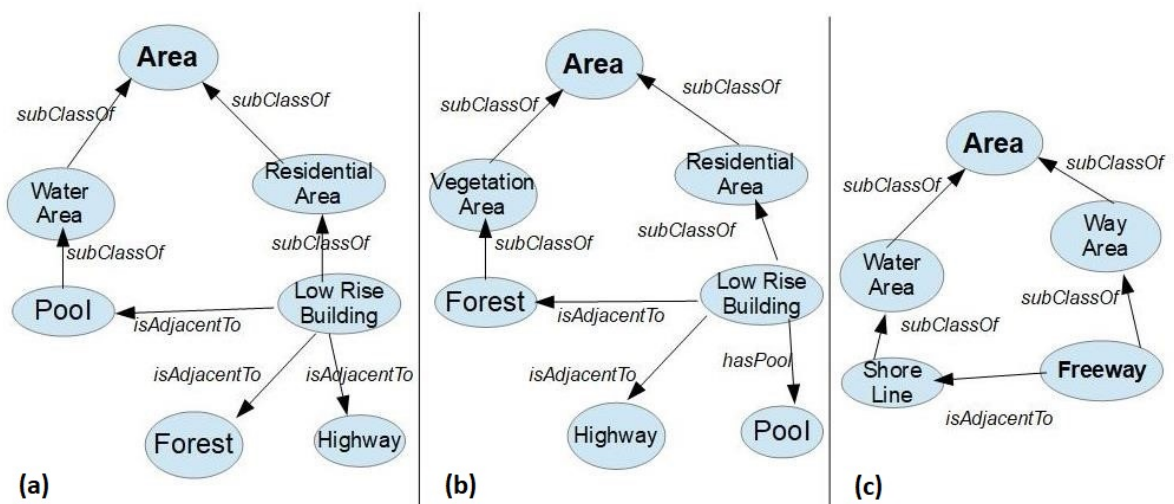 Area
subClassOf
subClassOf
Water
Area
Residential
Area
subClassOf
subClassOf
Pool
Low Rise
Building
isAdjacentTo
isAdjacentTo
isAdjacentTo
Forest
Highway
(a)
Area
subClassOf
subClassOf
Vegetation
Area
Residential
Area
subClassOf
subClassOf
Forest
Low Rise
Building
isAdjacentTo
isAdjacentTo
hasPool
Highway
Pool
(b)
Area
subClassOf
subClassOf
Water
Area
Way
Area
subClassOf
subClassOf
Shore
Line
Freeway
isAdjacentTo
(c)